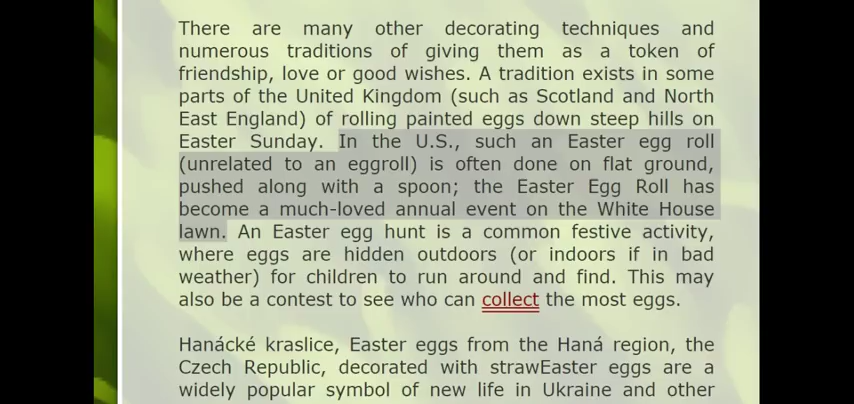 There are many other decorating techniques and
numerous traditions of giving them as a token of
friendship, love or good wishes. A tradition exists in some
parts of the United Kingdom (such as Scotland and North
East England) of rolling painted eggs down steep hills on
Easter Sunday. In the U.S., such an Easter egg roll
(unrelated to an eggroll) is often done on flat ground,
pushed along with a spoon; the Easter Egg Roll has
become a much-loved annual event on the White House
lawn. An Easter egg hunt is a common festive activity,
where eggs are hidden outdoors (or indoors if in bad
weather) for children to run around and find. This may
also be a contest to see who can collect the most eggs.
Hanácké kraslice, Easter eggs from the Haná region, the
Czech Republic, decorated with strawEaster eggs are a
widely popular symbol of new life in Ukraine and other